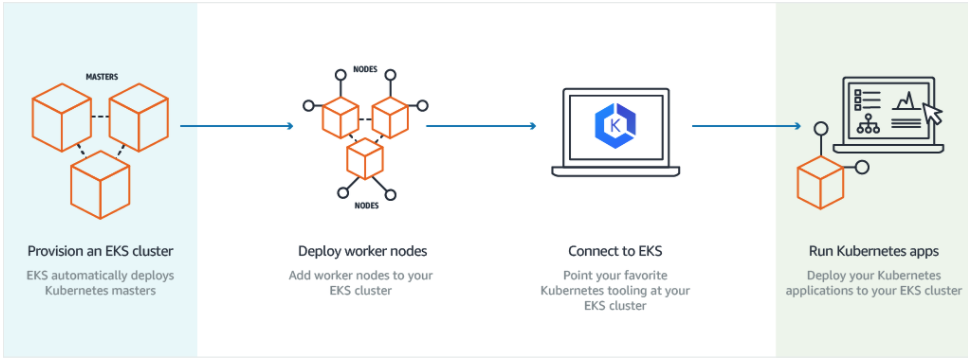 MASTERS
Provision an EKS cluster
EKS automatically deploys
Kubernetes masters
NODES
NODES
Deploy worker nodes
Add worker nodes to your
EKS cluster
K
Connect to EKS
Point your favorite
Kubernetes tooling at your
EKS cluster
Run Kubernetes apps
Deploy your Kubernetes
applications to your EKS cluster